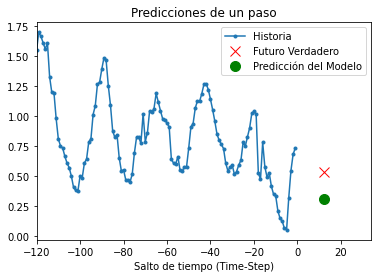 Predicciones de un paso
Historia
Futuro Verdadero
Predicción del Modelo
1.75
1.50
1.25
1.00
0.75
0.50
0.25
0.00
−120 −100 −80 −60 −40 −20 0 20
Salto de tiempo (Time-Step)